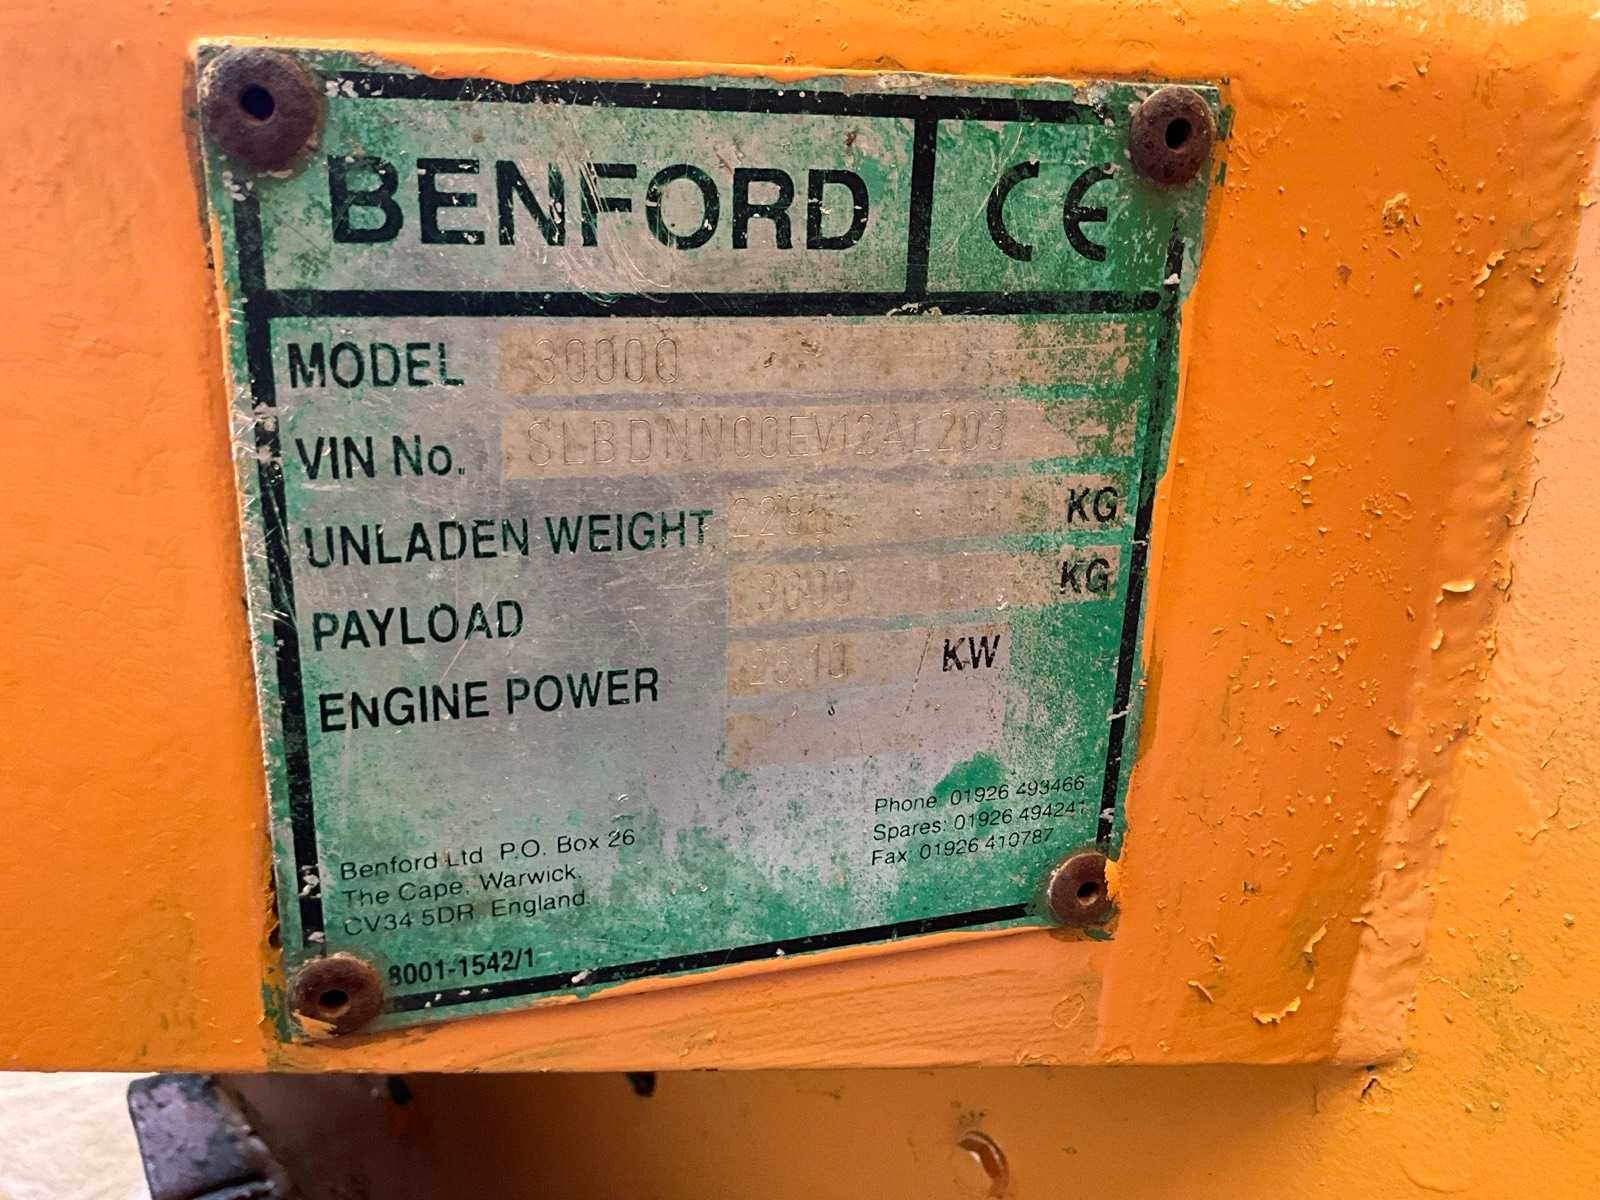 BENFORD CE
MODEL 30000
VIN No. SLBDNN00EV12AL203
UNLADEN WEIGHT KG
PAYLOAD 3000 KG
ENGINE POWER 28.10 KW
Benford Ltd P.O. Box 26
The Cape, Warwick.
CV34 5DR England.
Phone 01926 493466
Spares: 01926 494241
Fax 01926 410787
8001-1542/1